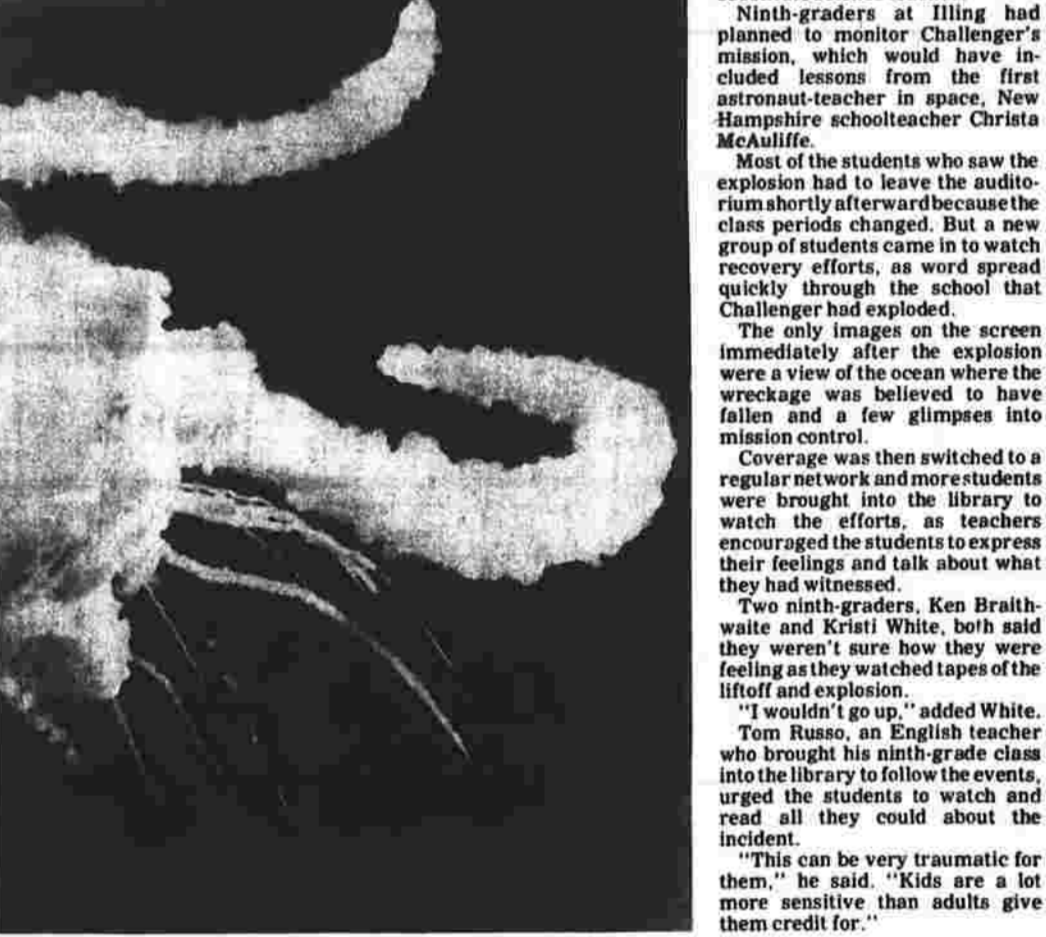 Ninth-graders at Illing had
planned to monitor Challenger's
mission, which would have in-
cluded lessons from the first
astronaut-teacher in space, New
Hampshire schoolteacher Christa
McAuliffe.
Most of the students who saw the
explosion had to leave the audito-
rium shortly afterward because the
class periods changed. But a new
group of students came in to watch
recovery efforts, as word spread
quickly through the school that
Challenger had exploded.
The only images on the screen
immediately after the explosion
were a view of the ocean where the
wreckage was believed to have
fallen and a few glimpses into
mission control.
Coverage was then switched to a
regular network and more students
were brought into the library to
watch the efforts, as teachers
encouraged the students to express
their feelings and talk about what
they had witnessed.
Two ninth-graders, Ken Braith-
waite and Kristi White, both said
they weren't sure how they were
feeling as they watched tapes of the
liftoff and explosion.
"I wouldn't go up," added White.
Tom Russo, an English teacher
who brought his ninth-grade class
into the library to follow the events,
urged the students to watch and
read all they could about the
incident.
"This can be very traumatic for
them," he said. "Kids are a lot
more sensitive than adults give
them credit for."